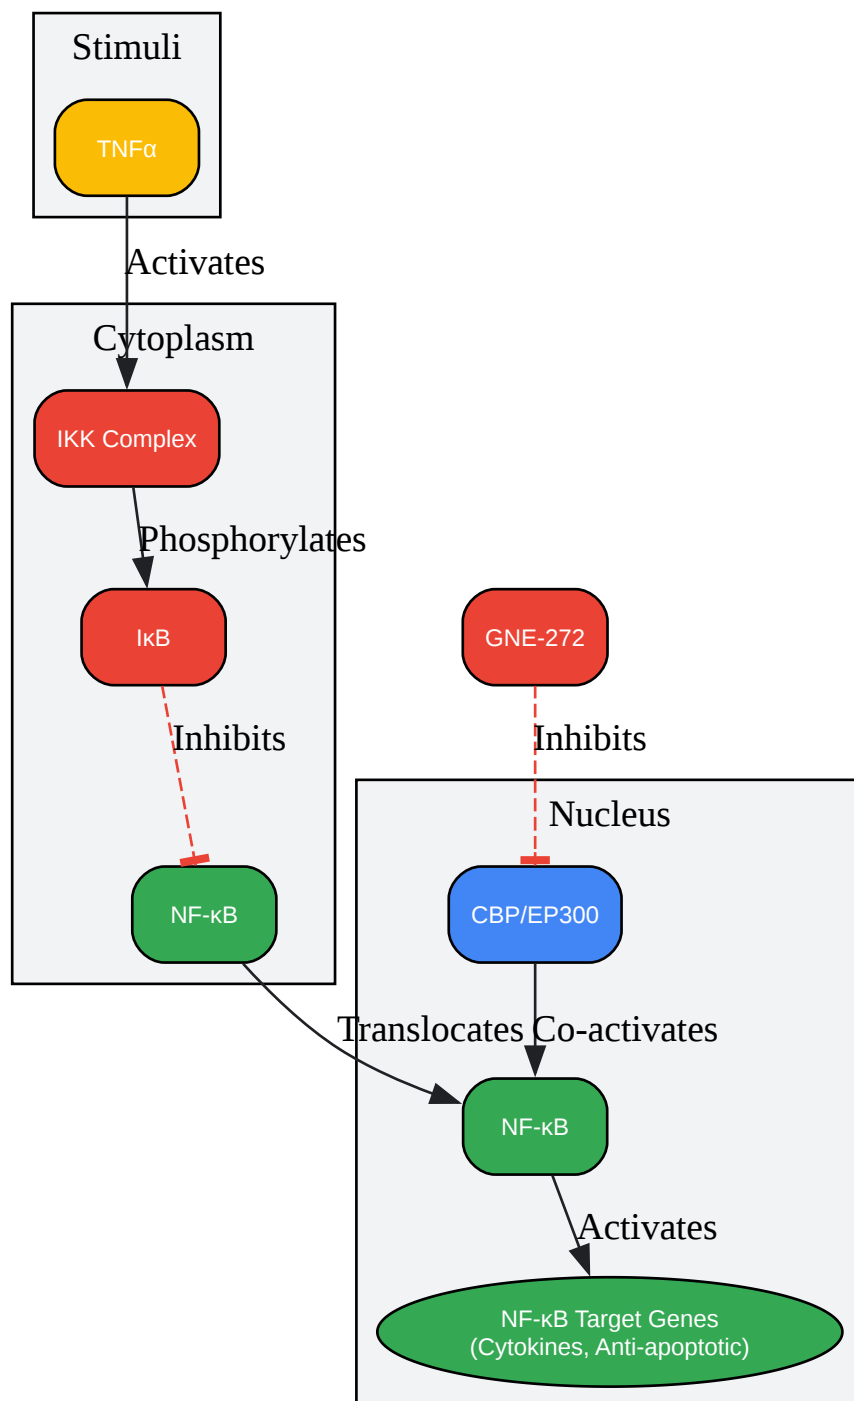 Stimuli
TNFα
Activates
Cytoplasm
IKK Complex
Phosphorylates
IκB
GNE-272
Inhibits
Inhibits
Nucleus
NF-κB
CBP/EP300
Translocates
Co-activates
NF-κB
Activates
NF-κB Target Genes
(Cytokines, Anti-apoptotic)